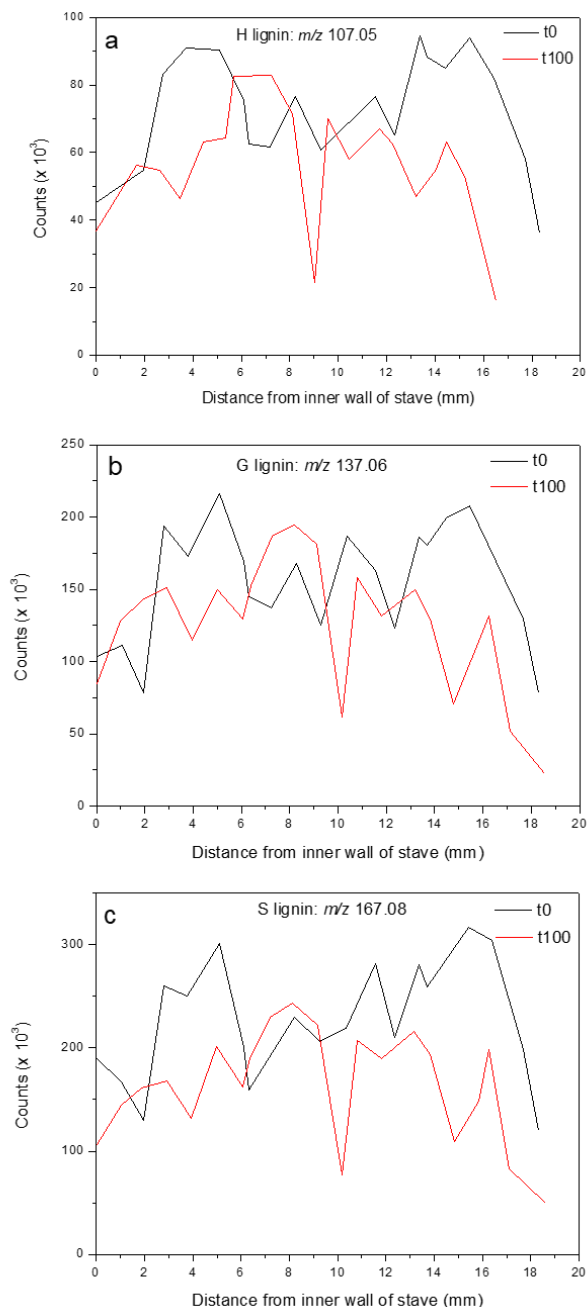 a
H lignin: m/z 107.05
t0
t100
100
80
60
40
20
0
Counts (x 10³)
0 2 4 6 8 10 12 14 16 18 20
Distance from inner wall of stave (mm)
b
G lignin: m/z 137.06
t0
t100
250
200
150
100
50
0
Counts (x 10³)
0 2 4 6 8 10 12 14 16 18 20
Distance from inner wall of stave (mm)
c
S lignin: m/z 167.08
t0
t100
300
200
100
0
Counts (x 10³)
0 2 4 6 8 10 12 14 16 18 20
Distance from inner wall of stave (mm)